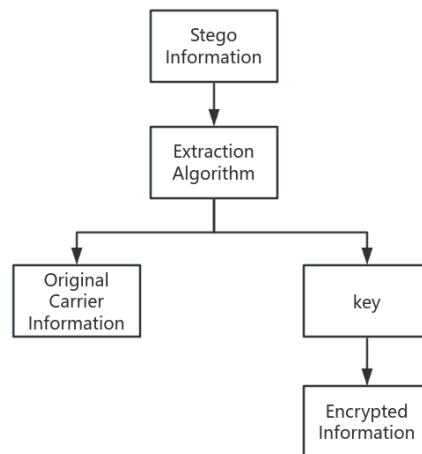 Stego
Information
Extraction
Algorithm
Original
Carrier
Information
key
Encrypted
Information